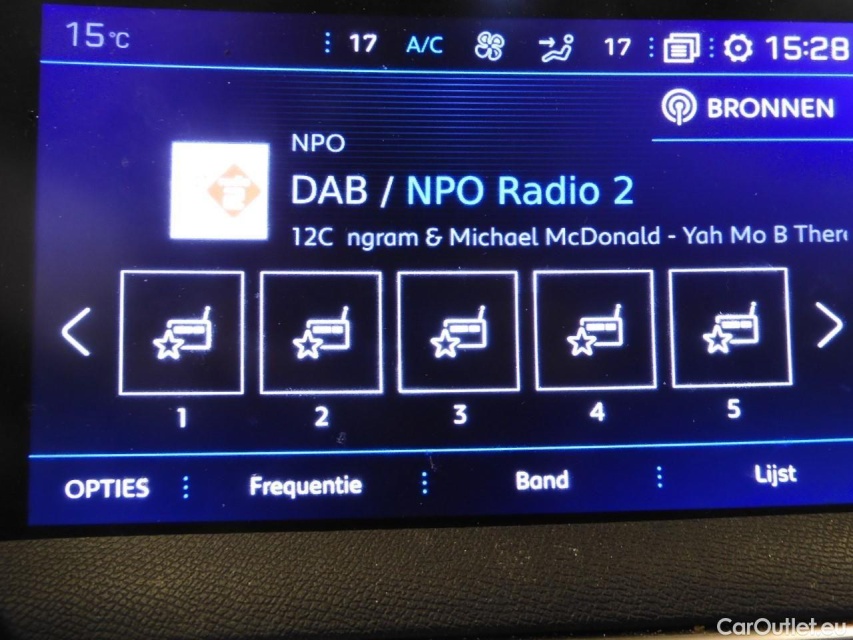 15°C 17 A/C 17 15:28
BRONNEN
NPO
DAB / NPO Radio 2
12C ngram & Michael McDonald - Yah Mo B Ther
1 2 3 4 5
OPTIES Frequentie Band Lijst
CarOutlet.eu